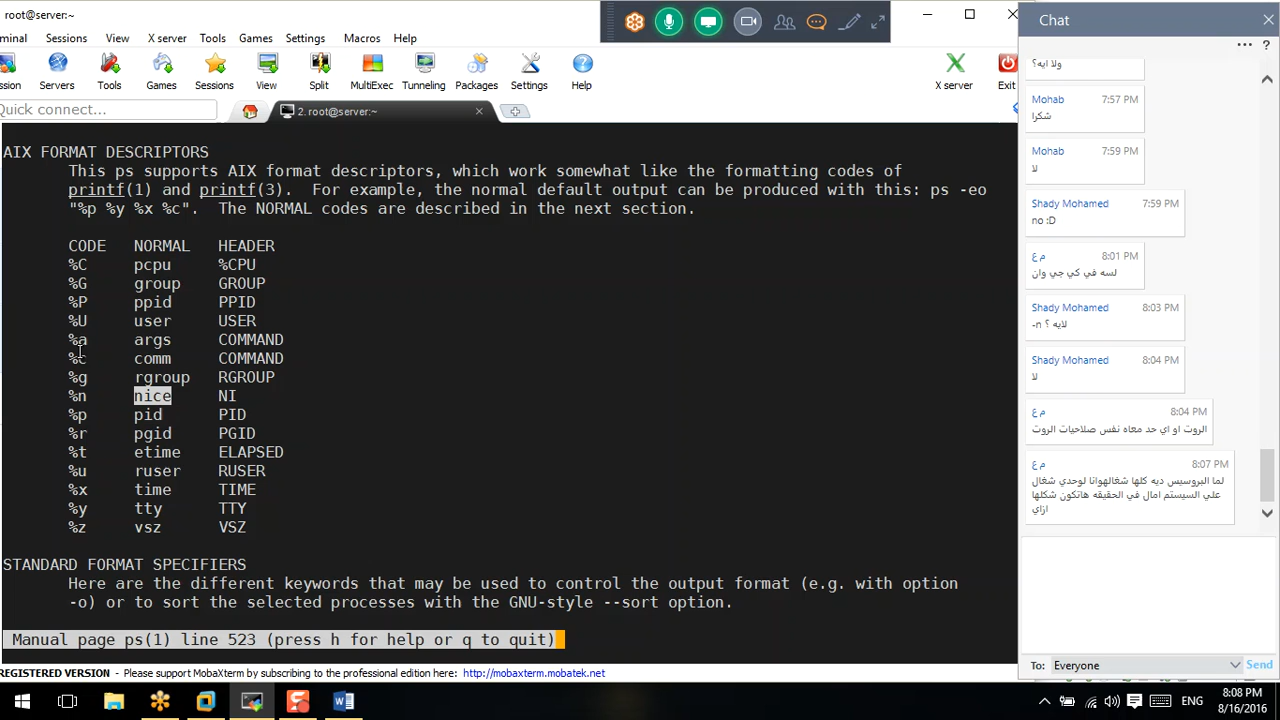 root@server:~
Chat
minal Sessions View X server Tools Games Settings Macros Help
ssion Servers Tools Games Sessions View Split MultiExec Tunneling Packages Settings Help X server Exit
Quick connect...
2. root@server:~
AIX FORMAT DESCRIPTORS
This ps supports AIX format descriptors, which work somewhat like the formatting codes of
printf(1) and printf(3). For example, the normal default output can be produced with this: ps -eo
"%p %y %x %c". The NORMAL codes are described in the next section.
CODE NORMAL HEADER
%C pcpu %CPU
%G group GROUP
%P ppid PPID
%U user USER
%a args COMMAND
%c comm COMMAND
%g rgroup RGROUP
%n nice NI
%p pid PID
%r pgid PGID
%t etime ELAPSED
%u ruser RUSER
%x time TIME
%y tty TTY
%z vsz VSZ
STANDARD FORMAT SPECIFIERS
Here are the different keywords that may be used to control the output format (e.g. with option
-o) or to sort the selected processes with the GNU-style --sort option.
Manual page ps(1) line 523 (press h for help or q to quit)
REGISTERED VERSION - Please support MobaXterm by subscribing to the professional edition here: http://mobaxterm.mobatek.net
ولا ايه؟
Mohab 7:57 PM
شكرا
Mohab 7:59 PM
لا
Shady Mohamed 7:59 PM
no :D
م ع 8:01 PM
لسه في كي جي وان
Shady Mohamed 8:03 PM
-n لايه ؟
Shady Mohamed 8:04 PM
لا
م ع 8:04 PM
الروت او اي حد معاه نفس صلاحيات الروت
م ع 8:07 PM
لما البروسيس ديه كلها شغالهوانا لوحدي شغال
علي السيستم امال في الحقيقه هاتكون شكلها
ازاي
To: Everyone Send
ENG
8:08 PM
8/16/2016